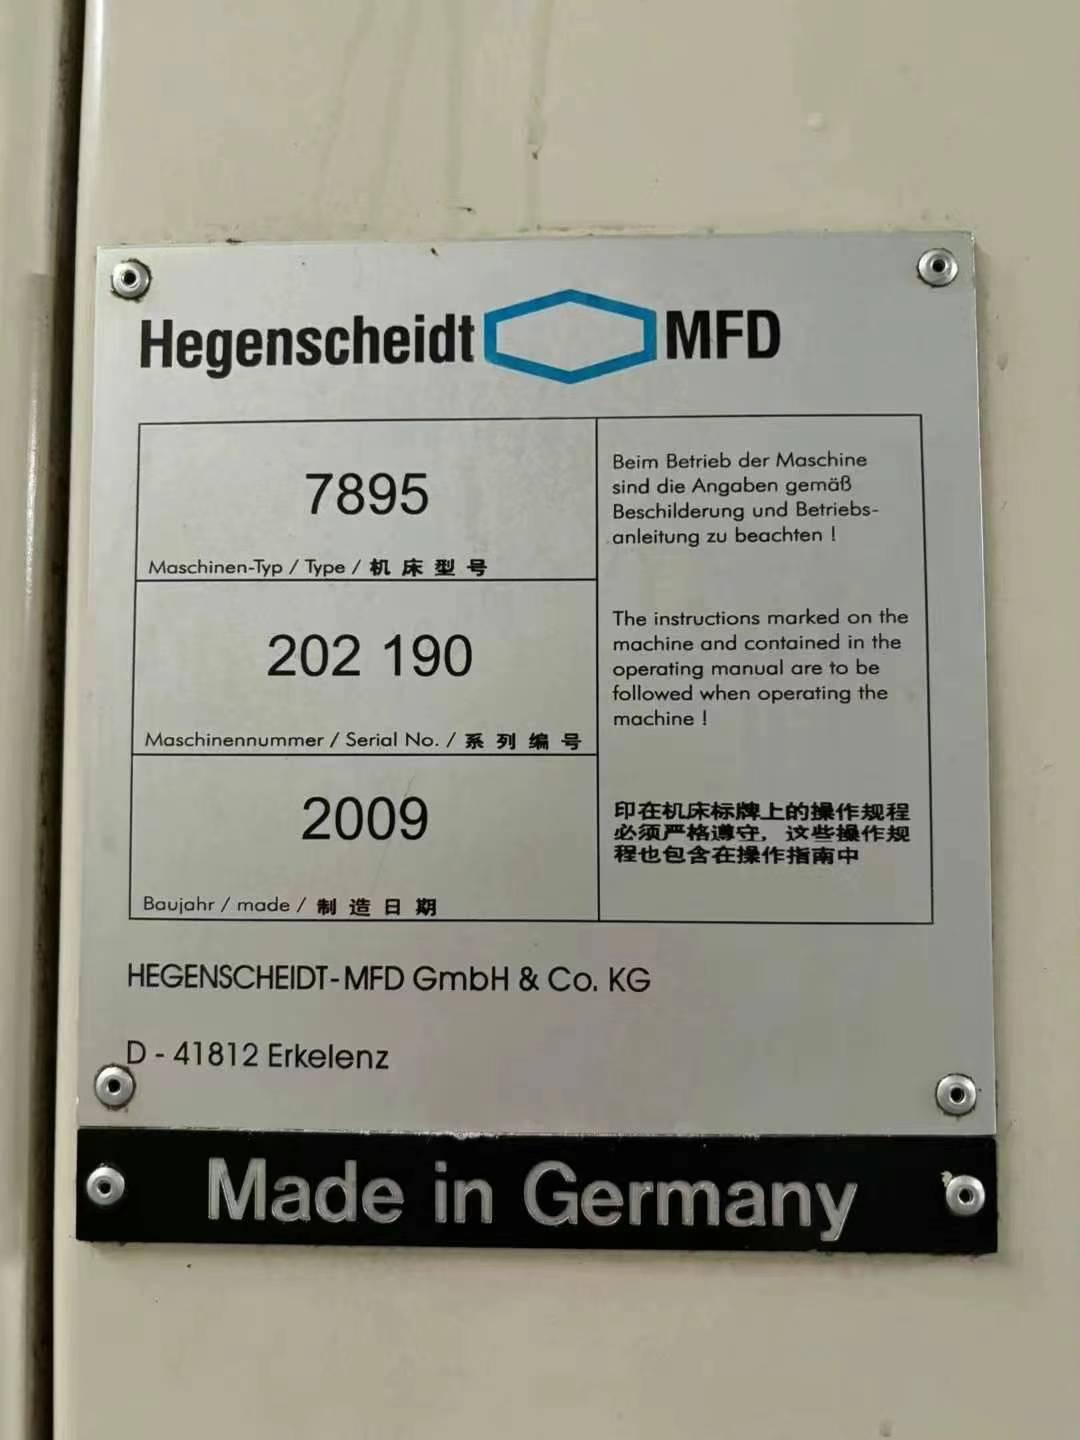 Hegenscheidt MFD
7895
Maschinen-Typ / Type / 机床型号
202 190
Maschinennummer / Serial No. / 系列编号
2009
Baujahr / made / 制造日期
Beim Betrieb der Maschine
sind die Angaben gemäß
Beschilderung und Betriebs-
anleitung zu beachten !
The instructions marked on the
machine and contained in the
operating manual are to be
followed when operating the
machine !
印在机床标牌上的操作规程
必须严格遵守，这些操作规
程也包含在操作指南中
HEGENSCHEIDT-MFD GmbH & Co. KG
D - 41812 Erkelenz
Made in Germany